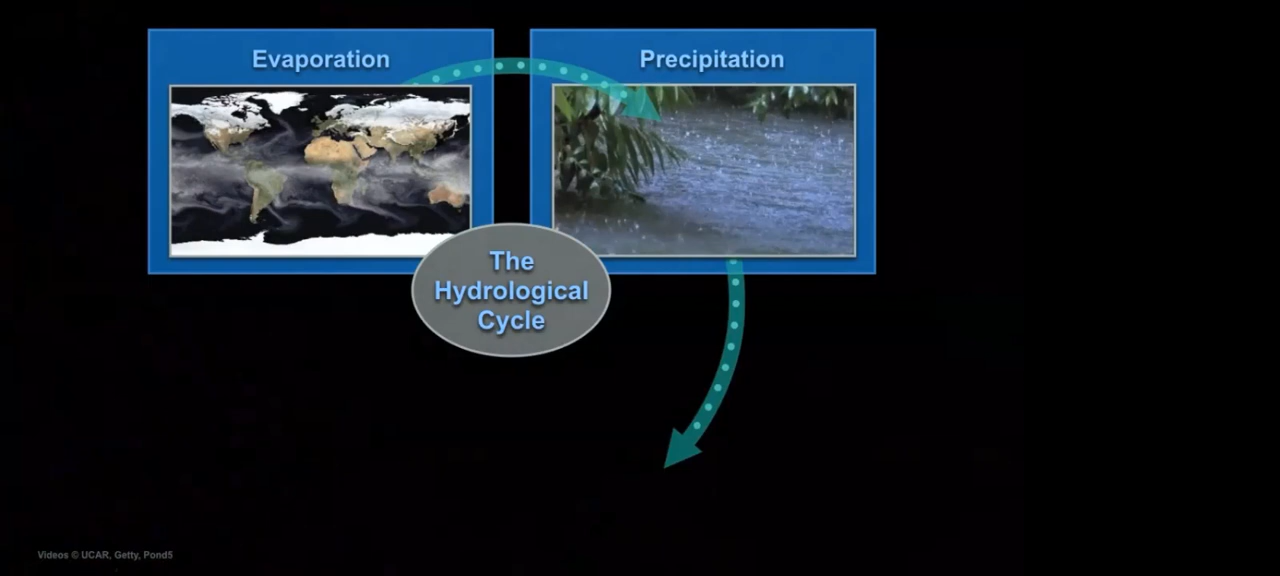 Evaporation
Precipitation
The
Hydrological
Cycle
Videos © UCAR, Getty, Pond5